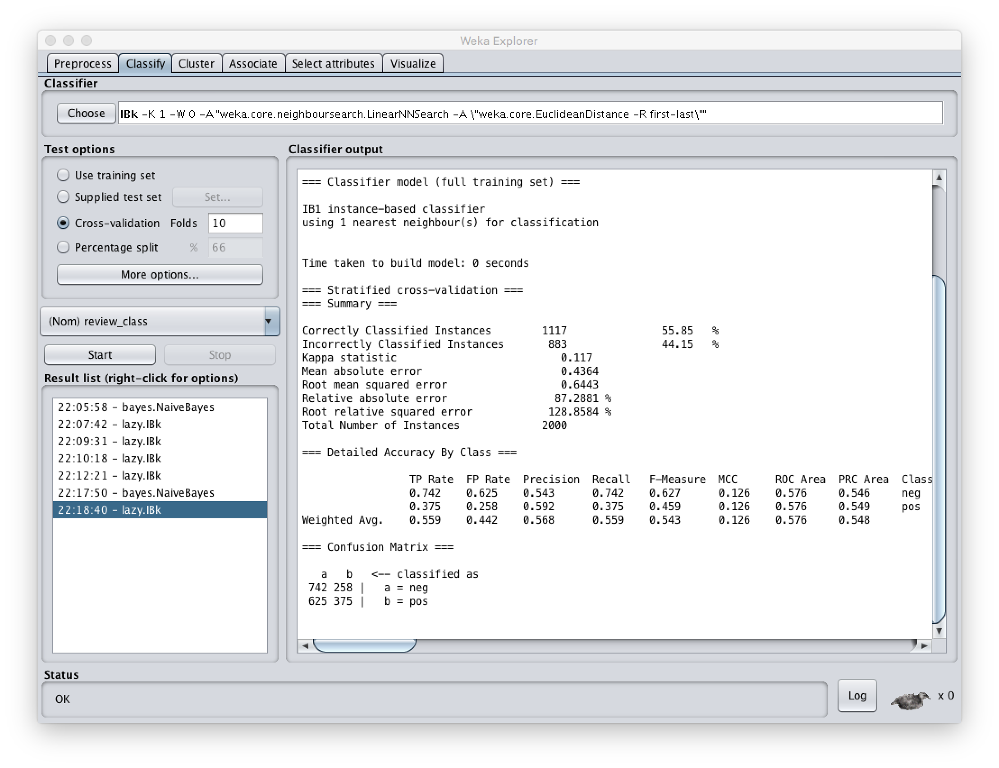 Weka Explorer
Preprocess Classify Cluster Associate Select attributes Visualize
Classifier
Choose IBk -K 1 -W 0 -A "weka.core.neighboursearch.LinearNNSearch -A \"weka.core.EuclideanDistance -R first-last\""
Test options
Use training set
Supplied test set Set...
Cross-validation Folds 10
Percentage split % 66
More options...
(Nom) review_class
Start Stop
Result list (right-click for options)
22:05:58 - bayes.NaiveBayes
22:07:42 - lazy.IBk
22:09:31 - lazy.IBk
22:10:18 - lazy.IBk
22:12:21 - lazy.IBk
22:17:50 - bayes.NaiveBayes
22:18:40 - lazy.IBk
Classifier output
=== Classifier model (full training set) ===
IB1 instance-based classifier
using 1 nearest neighbour(s) for classification
Time taken to build model: 0 seconds
=== Stratified cross-validation ===
=== Summary ===
Correctly Classified Instances 1117 55.85 %
Incorrectly Classified Instances 883 44.15 %
Kappa statistic 0.117
Mean absolute error 0.4364
Root mean squared error 0.6443
Relative absolute error 87.2881 %
Root relative squared error 128.8584 %
Total Number of Instances 2000
=== Detailed Accuracy By Class ===
TP Rate FP Rate Precision Recall F-Measure MCC ROC Area PRC Area Class
0.742 0.625 0.543 0.742 0.627 0.126 0.576 0.546 neg
0.375 0.258 0.592 0.375 0.459 0.126 0.576 0.549 pos
Weighted Avg. 0.559 0.442 0.568 0.559 0.543 0.126 0.576 0.548
=== Confusion Matrix ===
a b <-- classified as
742 258 | a = neg
625 375 | b = pos
Status
OK
Log x 0